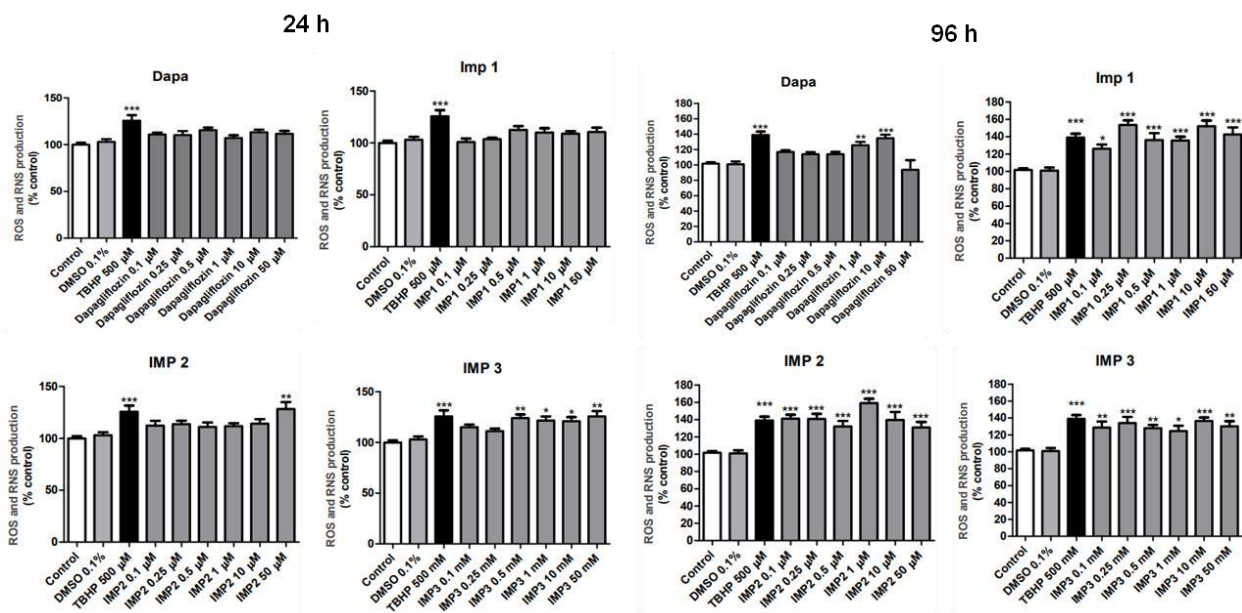 24 h
96 h
Dapa
ROS and RNS production
(% control)
150
100
50
0
Control
DMSO 0.1%
TBHP 500 µM
Dapagliflozin 0,1 µM
Dapagliflozin 0.25 µM
Dapagliflozin 0.5 µM
Dapagliflozin 1 µM
Dapagliflozin 10 µM
Dapagliflozin 50 µM
***
Imp 1
ROS and RNS production
(% control)
150
100
50
0
Control
DMSO 0.1%
TBHP 500 µM
IMP1 0.1 µM
IMP1 0.25 µM
IMP1 0.5 µM
IMP1 1 µM
IMP1 10 µM
IMP1 50 µM
***
Dapa
ROS and RNS production
(% control)
180
160
140
120
100
80
60
40
20
0
Control
DMSO 0.1%
TBHP 500 µM
Dapagliflozin 0,1 µM
Dapagliflozin 0.25 µM
Dapagliflozin 0.5 µM
Dapagliflozin 1 µM
Dapagliflozin 10 µM
Dapagliflozin 50 µM
***
**
***
Imp 1
ROS and RNS production
(% control)
180
160
140
120
100
80
60
40
20
0
Control
DMSO 0.1%
TBHP 500 µM
IMP1 0.1 µM
IMP1 0.25 µM
IMP1 0.5 µM
IMP1 1 µM
IMP1 10 µM
IMP1 50 µM
***
*
***
***
***
***
***
IMP 2
ROS and RNS production
(% control)
150
100
50
0
Control
DMSO 0.1%
TBHP 500 µM
IMP2 0.1 µM
IMP2 0.25 µM
IMP2 0.5 µM
IMP2 1 µM
IMP2 10 µM
IMP2 50 µM
***
**
IMP 3
ROS and RNS production
(% control)
150
100
50
0
Control
DMSO 0.1%
TBHP 500 mM
IMP3 0.1 mM
IMP3 0.25 mM
IMP3 0.5 mM
IMP3 1 mM
IMP3 10 mM
IMP3 50 mM
***
**
*
*
**
IMP 2
ROS and RNS production
(% control)
180
160
140
120
100
80
60
40
20
0
Control
DMSO 0.1%
TBHP 500 µM
IMP2 0.1 µM
IMP2 0.25 µM
IMP2 0.5 µM
IMP2 1 µM
IMP2 10 µM
IMP2 50 µM
***
***
***
***
***
***
***
IMP 3
ROS and RNS production
(% control)
180
160
140
120
100
80
60
40
20
0
Control
DMSO 0.1%
TBHP 500 mM
IMP3 0.1 mM
IMP3 0.25 mM
IMP3 0.5 mM
IMP3 1 mM
IMP3 10 mM
IMP3 50 mM
***
**
***
**
*
***
**